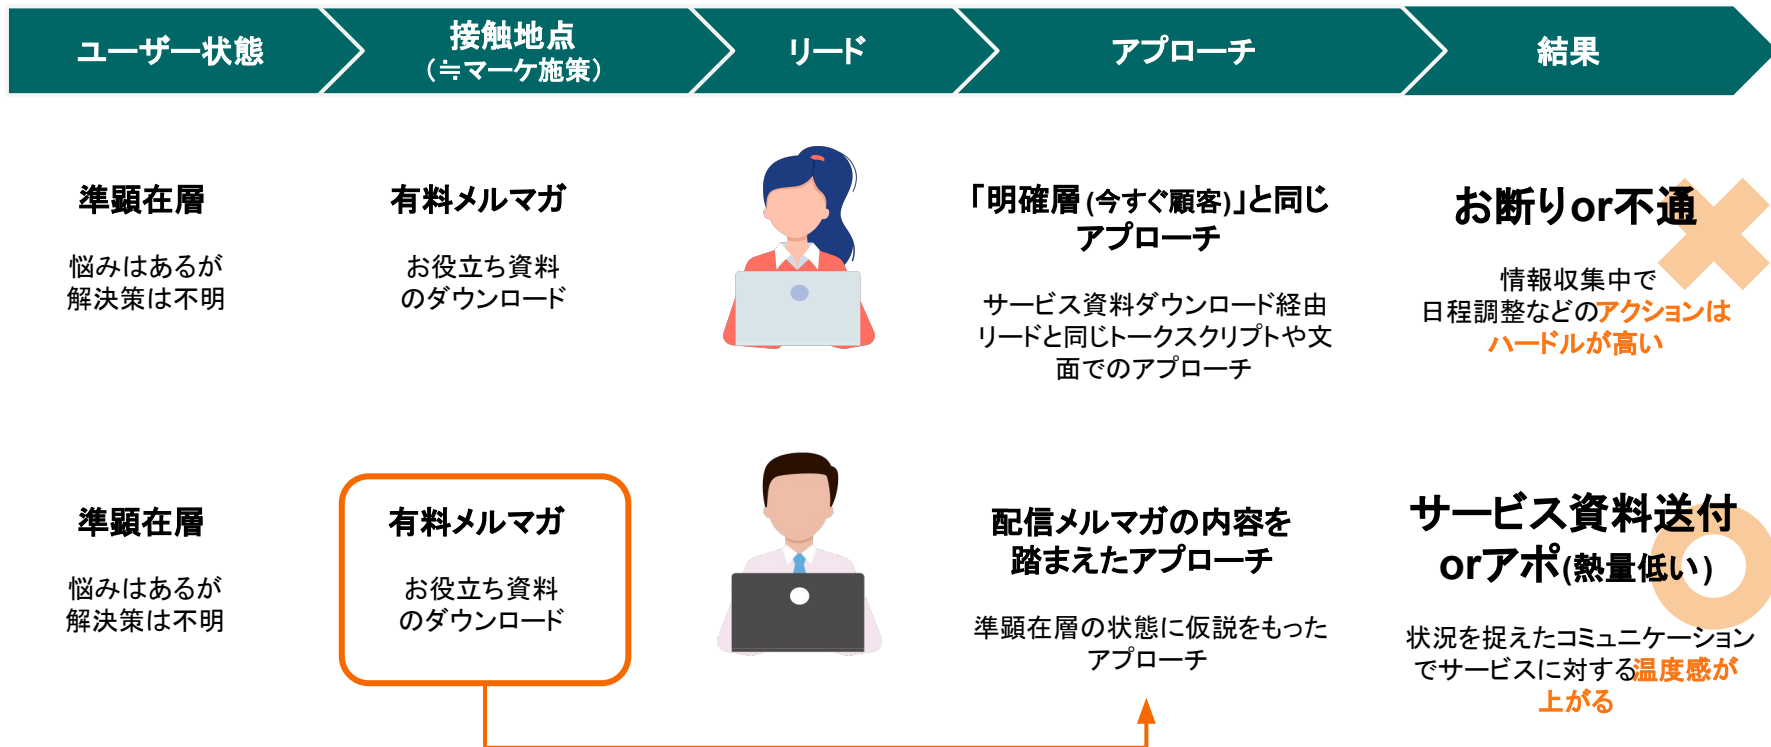 ユーザー状態
接触地点
（≒マーケ施策）
リード
アプローチ
結果
準顕在層
悩みはあるが
解決策は不明
有料メルマガ
お役立ち資料
のダウンロード
「明確層(今すぐ顧客)」と同じ
アプローチ
サービス資料ダウンロード経由
リードと同じトークスクリプトや文
面でのアプローチ
お断りor不通
情報収集中で
日程調整などのアクションは
ハードルが高い
準顕在層
悩みはあるが
解決策は不明
有料メルマガ
お役立ち資料
のダウンロード
配信メルマガの内容を
踏まえたアプローチ
準顕在層の状態に仮説をもった
アプローチ
サービス資料送付
orアポ(熱量低い)
状況を捉えたコミュニケーション
でサービスに対する温度感が
上がる